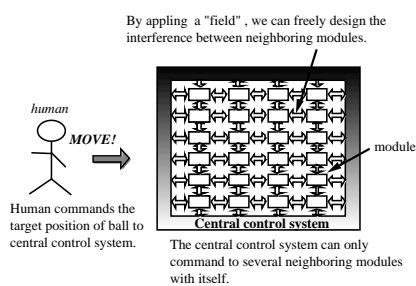 By appling a "field" , we can freely design the
interference between neighboring modules.
human
MOVE!
module
Human commands the
target position of ball to
central control system.
Central control system
The central control system can only
command to several neighboring modules
with itself.